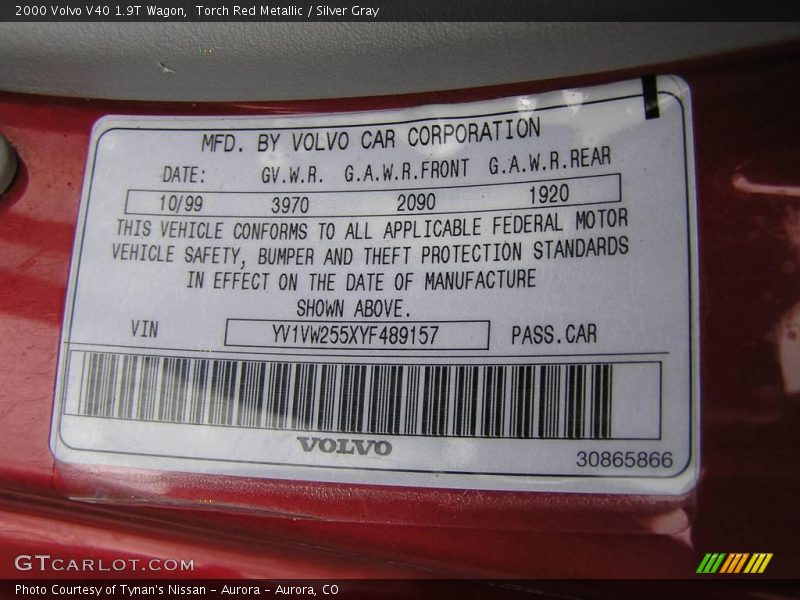 2000 Volvo V40 1.9T Wagon,  Torch Red Metallic / Silver Gray
MFD. BY VOLVO CAR CORPORATION
DATE: GV.W.R. G.A.W.R.FRONT G.A.W.R.REAR
10/99 3970 2090 1920
THIS VEHICLE CONFORMS TO ALL APPLICABLE FEDERAL MOTOR
VEHICLE SAFETY, BUMPER AND THEFT PROTECTION STANDARDS
IN EFFECT ON THE DATE OF MANUFACTURE
SHOWN ABOVE.
VIN YV1VW255XYF489157 PASS.CAR
VOLVO
30865866
GTCARLOT.COM
Photo Courtesy of Tynan's Nissan - Aurora - Aurora, CO